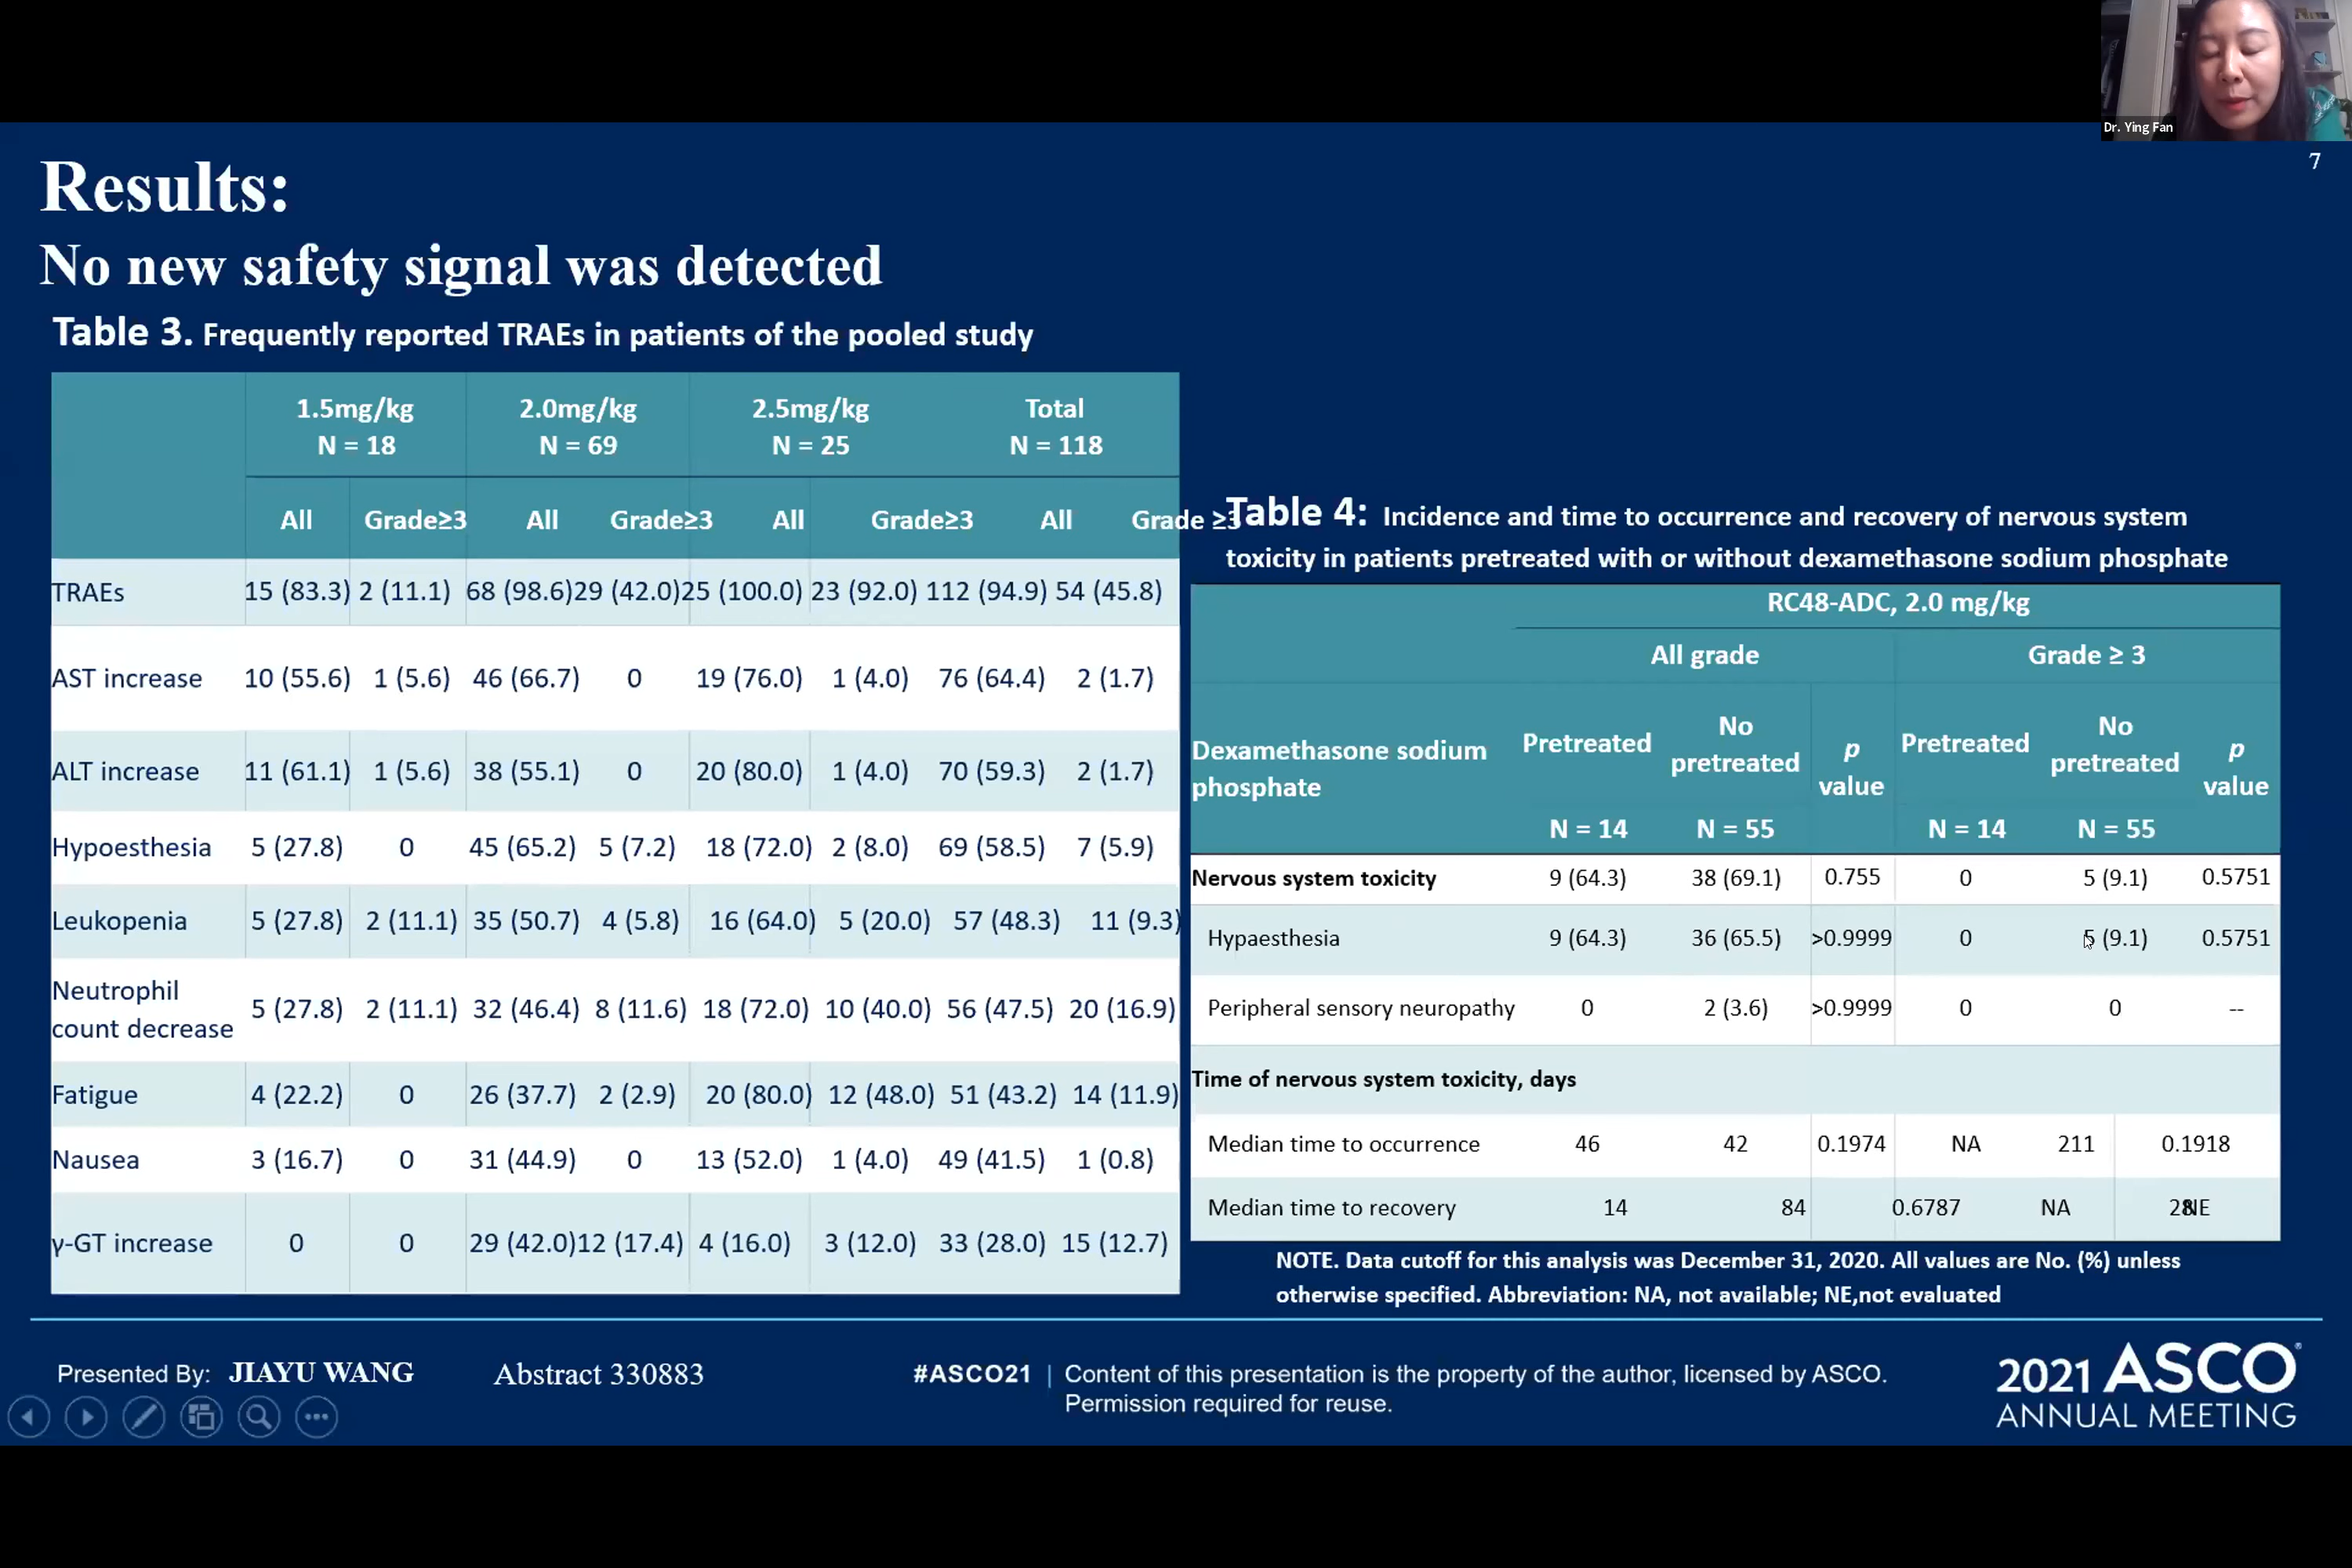 Dr. Ying Fan
7
Results:
No new safety signal was detected
Table 3. Frequently reported TRAEs in patients of the pooled study
1.5mg/kg 2.0mg/kg 2.5mg/kg Total
N = 18 N = 69 N = 25 N = 118
All Grade≥3 All Grade≥3 All Grade≥3 All Grade ≥3
TRAEs 15 (83.3) 2 (11.1) 68 (98.6) 29 (42.0) 25 (100.0) 23 (92.0) 112 (94.9) 54 (45.8)
AST increase 10 (55.6) 1 (5.6) 46 (66.7) 0 19 (76.0) 1 (4.0) 76 (64.4) 2 (1.7)
ALT increase 11 (61.1) 1 (5.6) 38 (55.1) 0 20 (80.0) 1 (4.0) 70 (59.3) 2 (1.7)
Hypoesthesia 5 (27.8) 0 45 (65.2) 5 (7.2) 18 (72.0) 2 (8.0) 69 (58.5) 7 (5.9)
Leukopenia 5 (27.8) 2 (11.1) 35 (50.7) 4 (5.8) 16 (64.0) 5 (20.0) 57 (48.3) 11 (9.3)
Neutrophil
count decrease 5 (27.8) 2 (11.1) 32 (46.4) 8 (11.6) 18 (72.0) 10 (40.0) 56 (47.5) 20 (16.9)
Fatigue 4 (22.2) 0 26 (37.7) 2 (2.9) 20 (80.0) 12 (48.0) 51 (43.2) 14 (11.9)
Nausea 3 (16.7) 0 31 (44.9) 0 13 (52.0) 1 (4.0) 49 (41.5) 1 (0.8)
γ-GT increase 0 0 29 (42.0) 12 (17.4) 4 (16.0) 3 (12.0) 33 (28.0) 15 (12.7)
Table 4: Incidence and time to occurrence and recovery of nervous system
toxicity in patients pretreated with or without dexamethasone sodium phosphate
RC48-ADC, 2.0 mg/kg
All grade Grade ≥ 3
Dexamethasone sodium
phosphate
Pretreated No
pretreated p
value Pretreated No
pretreated p
value
N = 14 N = 55 N = 14 N = 55
Nervous system toxicity 9 (64.3) 38 (69.1) 0.755 0 5 (9.1) 0.5751
Hypaesthesia 9 (64.3) 36 (65.5) >0.9999 0 5 (9.1) 0.5751
Peripheral sensory neuropathy 0 2 (3.6) >0.9999 0 0 --
Time of nervous system toxicity, days
Median time to occurrence 46 42 0.1974 NA 211 0.1918
Median time to recovery 14 84 0.6787 NA 28 NE
NOTE. Data cutoff for this analysis was December 31, 2020. All values are No. (%) unless
otherwise specified. Abbreviation: NA, not available; NE,not evaluated
Presented By: JIAYU WANG Abstract 330883
#ASCO21 | Content of this presentation is the property of the author, licensed by ASCO.
Permission required for reuse.
2021 ASCO®
ANNUAL MEETING